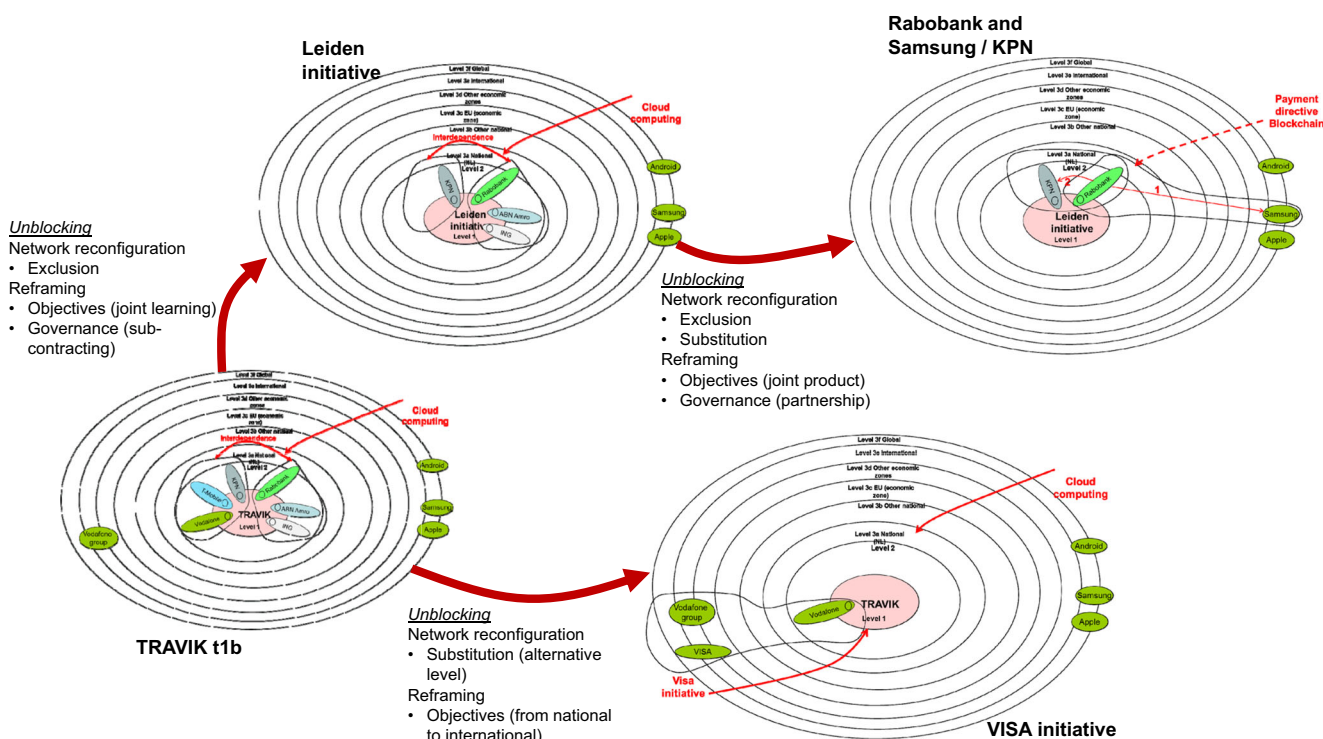 Leiden
initiative
Level 3f Global
Level 3e International
Level 3d Other economic
zones
Level 3c EU (economic
zone)
Level 3b Other national
Interdependence
Level 3a National
(NL)
Level 2
Cloud
computing
KPN
Rabobank
ABN Amro
ING
Leiden
initiative
Level 1
Android
Samsung
Apple
Rabobank and
Samsung / KPN
Level 3f Global
Level 3e International
Level 3d Other economic
zones
Level 3c EU (economic
zone)
Level 3b Other national
Level 3a National
(NL)
Level 2
Payment
directive
Blockchain
KPN
2
Rabobank
1
Leiden
initiative
Level 1
Android
Samsung
Apple
Unblocking
Network reconfiguration
• Exclusion
Reframing
• Objectives (joint learning)
• Governance (sub-
contracting)
Unblocking
Network reconfiguration
• Exclusion
• Substitution
Reframing
• Objectives (joint product)
• Governance (partnership)
Level 3f Global
Level 3e International
Level 3d Other economic
zones
Level 3c EU (economic
zone)
Level 3b Other national
Interdependence
Level 3a National
(NL)
Level 2
Cloud
computing
KPN
Rabobank
T-Mobile
ABN Amro
Vodafone
ING
TRAVIK
Level 1
Vodafone
group
Android
Samsung
Apple
TRAVIK t1b
Unblocking
Network reconfiguration
• Substitution (alternative
level)
Reframing
• Objectives (from national
to international)
Level 3f Global
Level 3e International
Level 3d Other economic
zones
Level 3c EU (economic
zone)
Level 3b Other national
Level 3a National
(NL)
Level 2
Cloud
computing
TRAVIK
Level 1
Vodafone
Vodafone
group
VISA
Visa
initiative
Android
Samsung
Apple
VISA initiative